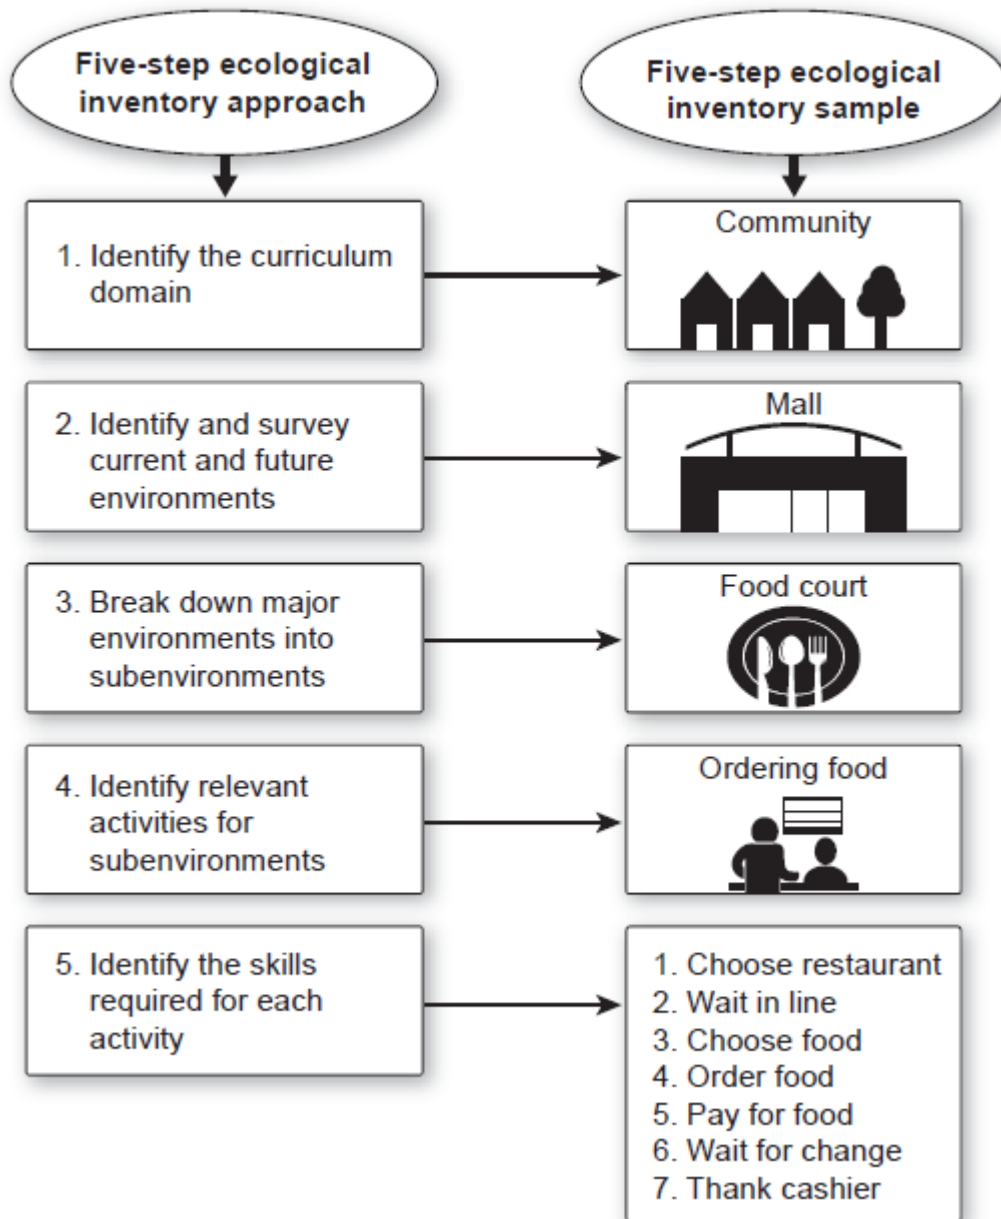 Five-step ecological
inventory approach
Five-step ecological
inventory sample
1. Identify the curriculum
domain
Community
2. Identify and survey
current and future
environments
Mall
3. Break down major
environments into
subenvironments
Food court
4. Identify relevant
activities for
subenvironments
Ordering food
5. Identify the skills
required for each
activity
1. Choose restaurant
2. Wait in line
3. Choose food
4. Order food
5. Pay for food
6. Wait for change
7. Thank cashier